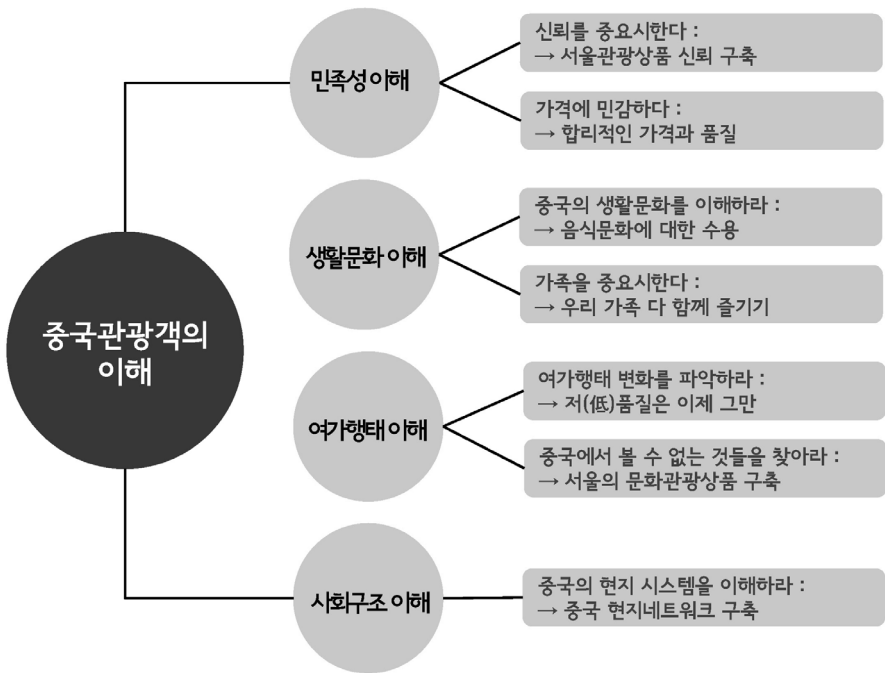 중국관광객의
이해
민족성 이해
신뢰를 중요시한다 :
→ 서울관광상품 신뢰 구축
가격에 민감하다 :
→ 합리적인 가격과 품질
생활문화 이해
중국의 생활문화를 이해하라 :
→ 음식문화에 대한 수용
가족을 중요시한다 :
→ 우리 가족 다 함께 즐기기
여가행태 이해
여가행태 변화를 파악하라 :
→ 저(低)품질은 이제 그만
중국에서 볼 수 없는 것들을 찾아라 :
→ 서울의 문화관광상품 구축
사회구조 이해
중국의 현지 시스템을 이해하라 :
→ 중국 현지네트워크 구축